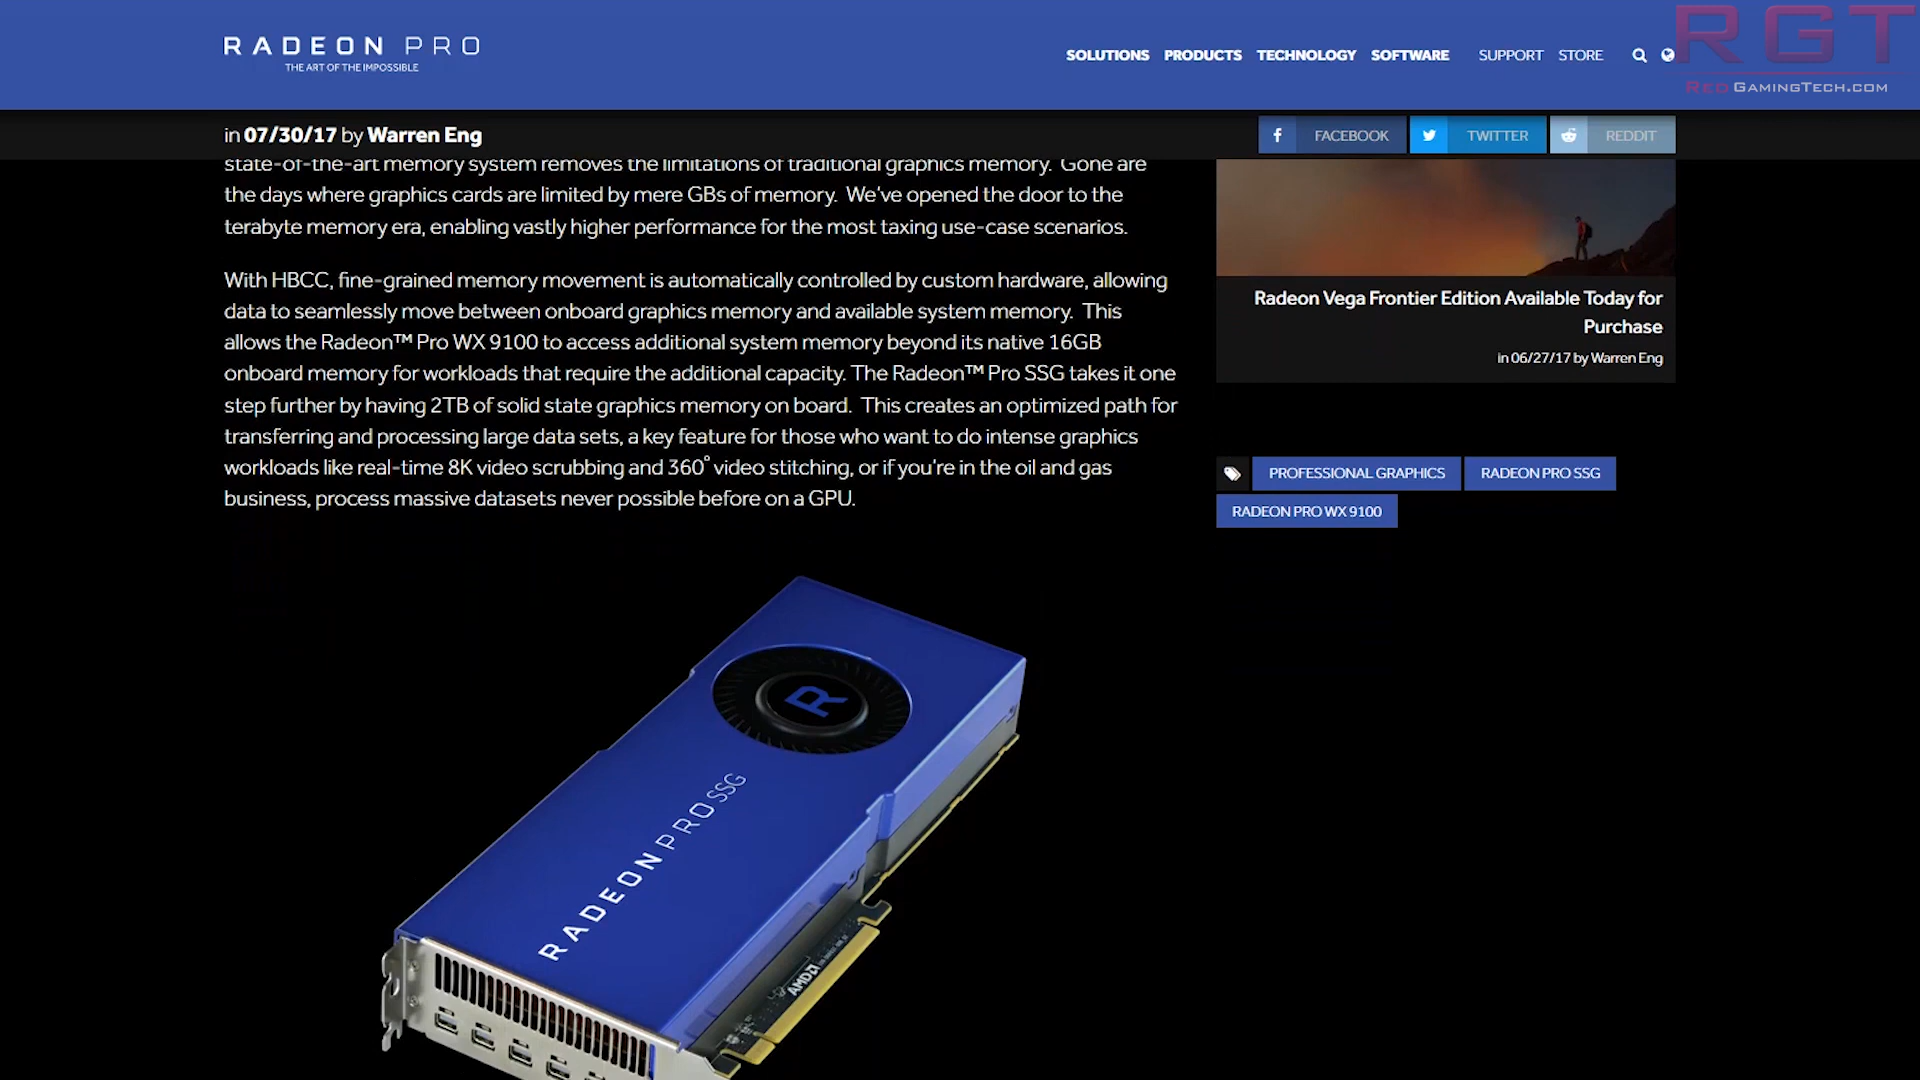 RADEON PRO
THE ART OF THE IMPOSSIBLE
SOLUTIONS PRODUCTS TECHNOLOGY SOFTWARE SUPPORT STORE
RGT
RedGamingTech.com
in 07/30/17 by Warren Eng
FACEBOOK TWITTER REDDIT
state-of-the-art memory system removes the limitations of traditional graphics memory. Gone are
the days where graphics cards are limited by mere GBs of memory. We've opened the door to the
terabyte memory era, enabling vastly higher performance for the most taxing use-case scenarios.
With HBCC, fine-grained memory movement is automatically controlled by custom hardware, allowing
data to seamlessly move between onboard graphics memory and available system memory. This
allows the Radeon™ Pro WX 9100 to access additional system memory beyond its native 16GB
onboard memory for workloads that require the additional capacity. The Radeon™ Pro SSG takes it one
step further by having 2TB of solid state graphics memory on board. This creates an optimized path for
transferring and processing large data sets, a key feature for those who want to do intense graphics
workloads like real-time 8K video scrubbing and 360° video stitching, or if you're in the oil and gas
business, process massive datasets never possible before on a GPU.
Radeon Vega Frontier Edition Available Today for
Purchase
in 06/27/17 by Warren Eng
PROFESSIONAL GRAPHICS RADEON PRO SSG
RADEON PRO WX 9100
R
RADEON PRO SSG
AMD